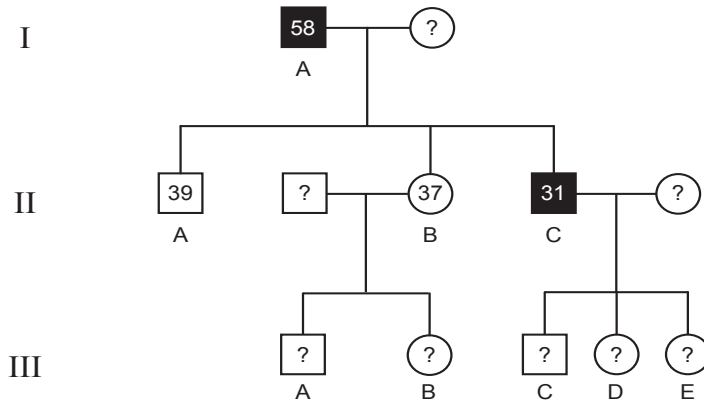 I 58 ?
A
II 39 ? 37 31 ?
A B C
III ? ? ? ? ?
A B C D E